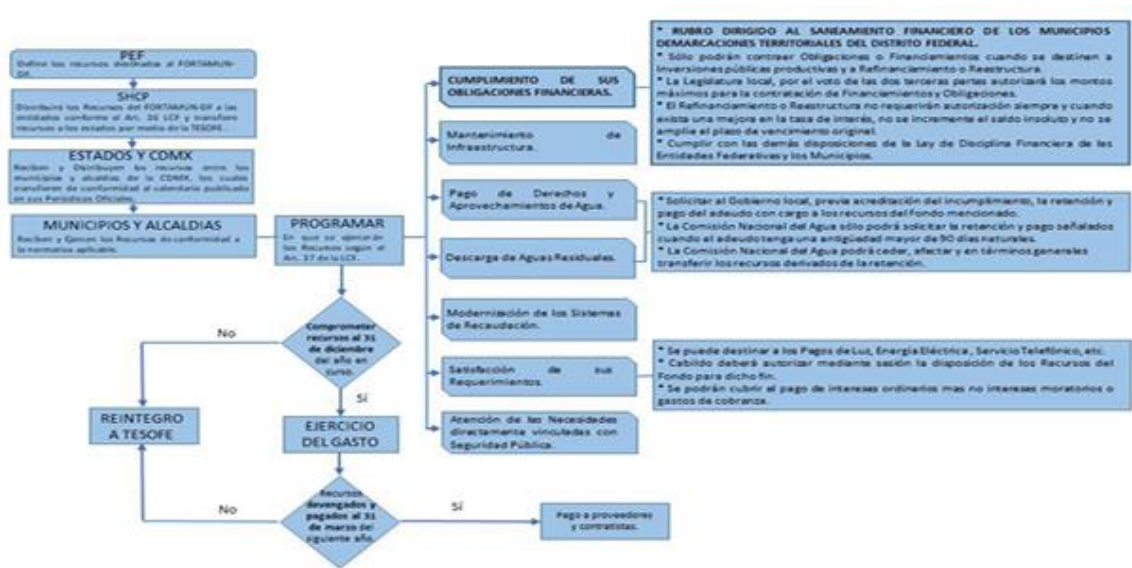 PEF
Define los recursos destinados al FORTAMUN-
DF.
SHCP
Distribuirá los Recursos del FORTAMUN-DF a las
entidades conforme el Art. 36 LCF y transfiere
recursos a los estados por medio de la TESOFE.
ESTADOS Y CDMX
Reciben y Distribuyen los recursos entre los
municipios y alcaldías de la CDMX, los cuales
transfieren de conformidad al calendario publicado
en sus Periódicos Oficiales.
MUNICIPIOS Y ALCALDIAS
Reciben y Ejercen los Recursos de conformidad a
la normativa aplicable.
PROGRAMAR
En que se ejercerán
los Recursos según el
Art. 37 de la LCF.
Comprometer
recursos al 31
de diciembre
del año en
curso.
No
Sí
REINTEGRO
A TESOFE
EJERCICIO
DEL GASTO
Recursos
devengados y
pagados al 31
de marzo del
siguiente año.
No
Sí
Pago a proveedores
y contratistas.
CUMPLIMIENTO DE SUS
OBLIGACIONES FINANCIERAS.
Mantenimiento de
Infraestructura.
Pago de Derechos y
Aprovechamientos de Agua.
Descarga de Aguas Residuales.
Modernización de los Sistemas
de Recaudación.
Satisfacción de sus
Requerimientos.
Atención de las Necesidades
directamente vinculadas con
Seguridad Pública.
* RUBRO DIRIGIDO AL SANEAMIENTO FINANCIERO DE LOS MUNICIPIOS
DEMARCACIONES TERRITORIALES DEL DISTRITO FEDERAL.
* Sólo podrán contraer Obligaciones o Financiamientos cuando se destinen a
Inversiones públicas productivas y a Refinanciamiento o Reestructura.
* La Legislatura local, por el voto de las dos terceras partes autorizará los montos
máximos para la contratación de Financiamientos y Obligaciones.
* El Refinanciamiento o Reestructura no requerirán autorización siempre y cuando
exista una mejora en la tasa de interés, no se incremente el saldo insoluto y no se
amplíe el plazo de vencimiento original.
* Cumplir con las demás disposiciones de la Ley de Disciplina Financiera de las
Entidades Federativas y los Municipios.
* Solicitar al Gobierno local, previa acreditación del incumplimiento, la retención y
pago del adeudo con cargo a los recursos del Fondo mencionado.
* La Comisión Nacional del Agua sólo podrá solicitar la retención y pago señalados
cuando el adeudo tenga una antigüedad mayor de 90 días naturales.
* La Comisión Nacional del Agua podrá ceder, afectar y en términos generales
transferir los recursos derivados de la retención.
* Se puede destinar a los Pagos de Luz, Energía Eléctrica, Servicio Telefónico, etc.
* Cabildo deberá autorizar mediante sesión la disposición de los Recursos del
Fondo para dicho fin.
* Se podrán cubrir el pago de intereses ordinarios mas no intereses moratorios o
gastos de cobranza.